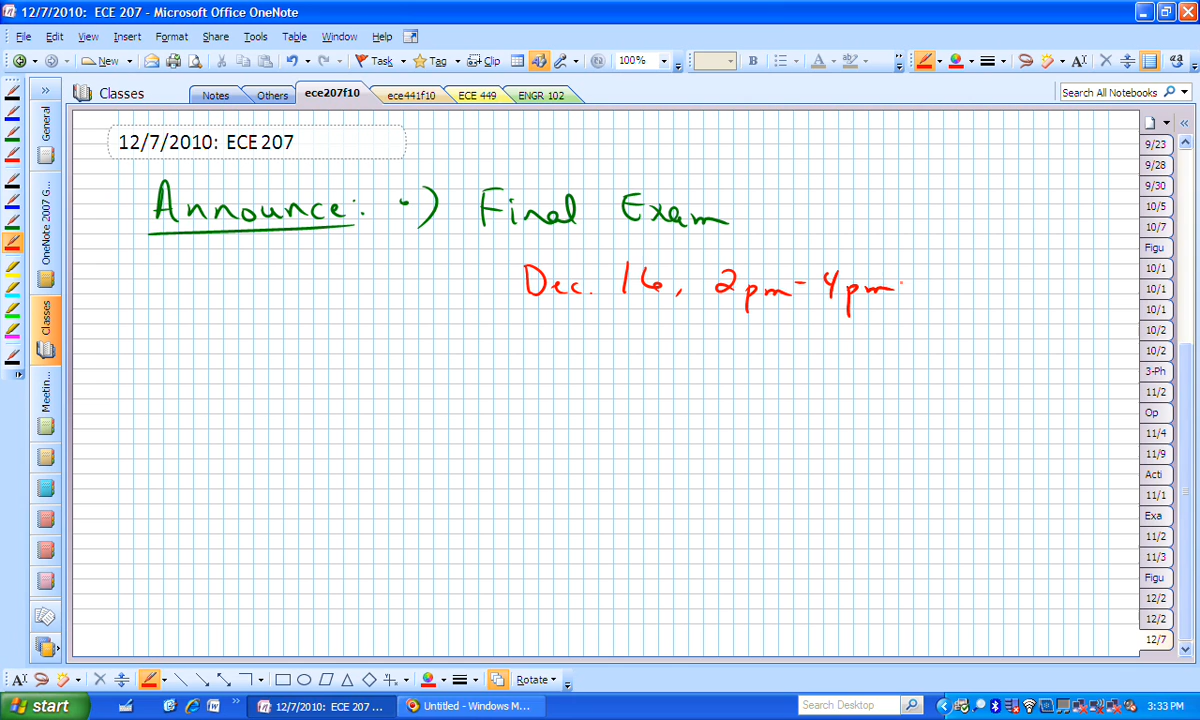 12/7/2010: ECE 207 - Microsoft Office OneNote
File Edit View Insert Format Share Tools Table Window Help
New Task Tag Clip 100% B A ab
Classes Notes Others ece207f10 ece441f10 ECE 449 ENGR 102 Search All Notebooks
General
OneNote 2007 G...
Classes
Meetin...
12/7/2010: ECE 207
Announce: •) Final Exam
Dec. 16, 2pm - 4pm.
9/23
9/28
9/30
10/5
10/7
Figu
10/1
10/1
10/1
10/2
10/2
3-Ph
11/2
Op
11/4
11/9
Acti
11/1
Exa
11/2
11/3
Figu
12/2
12/2
12/7
Rotate
start 12/7/2010: ECE 207 ... Untitled - Windows M... Search Desktop 3:33 PM